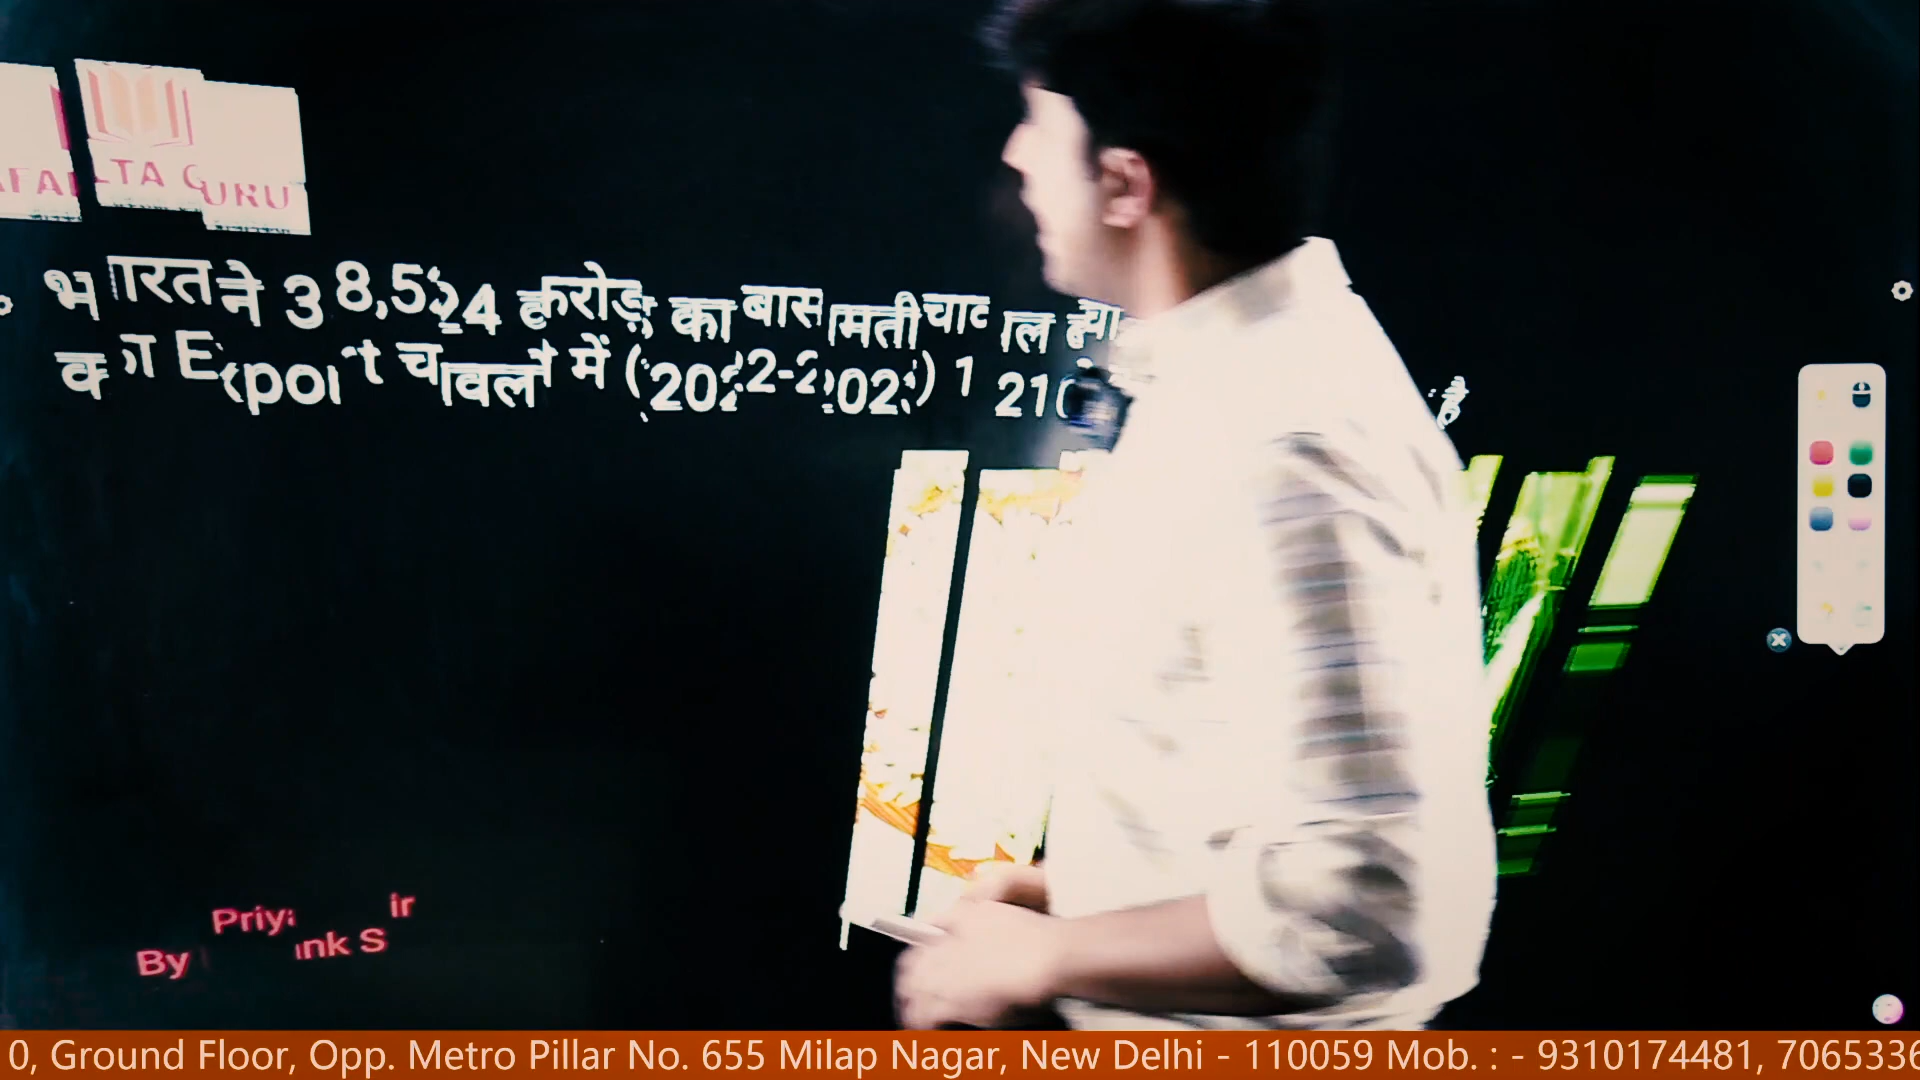 SAFALTA GURU
भारत ने 38,524 करोड़ का बासमती चावल
का Export चावलों में (2022-2023)
है
By Priyank Sir
0, Ground Floor, Opp. Metro Pillar No. 655 Milap Nagar, New Delhi - 110059 Mob. : - 9310174481, 7065336